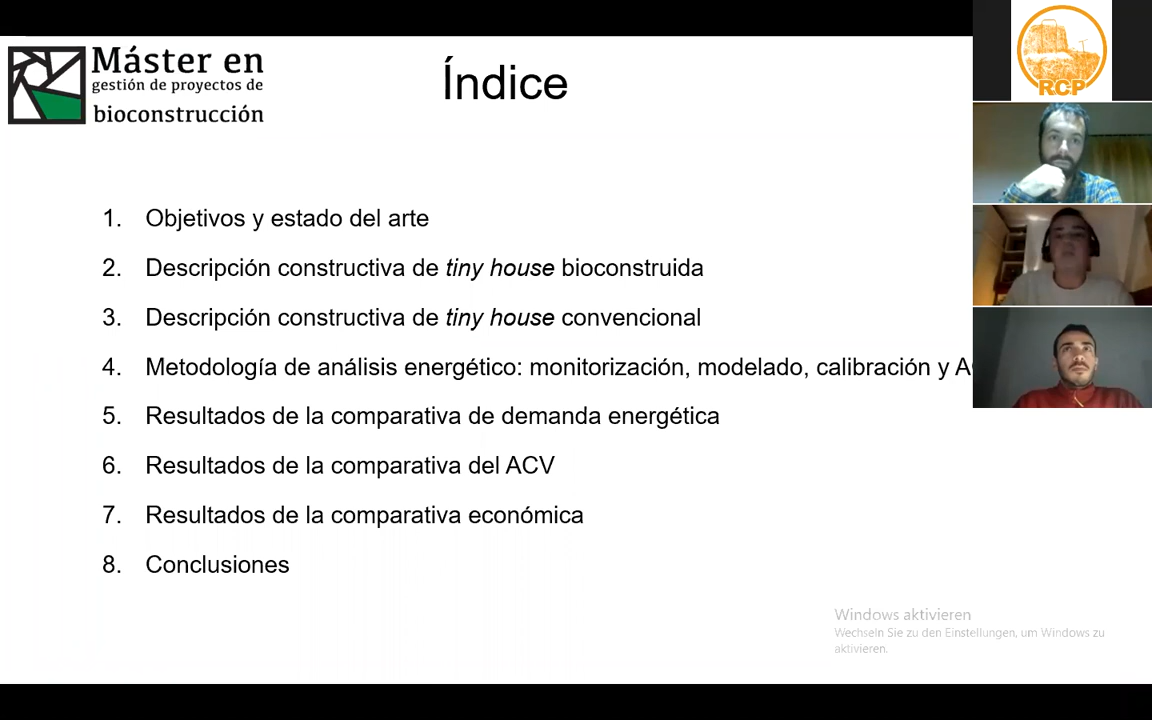 Máster en
gestión de proyectos de
bioconstrucción
Índice
RCP
1. Objetivos y estado del arte
2. Descripción constructiva de tiny house bioconstruida
3. Descripción constructiva de tiny house convencional
4. Metodología de análisis energético: monitorización, modelado, calibración y
5. Resultados de la comparativa de demanda energética
6. Resultados de la comparativa del ACV
7. Resultados de la comparativa económica
8. Conclusiones
Windows aktivieren
Wechseln Sie zu den Einstellungen, um Windows zu
aktivieren.